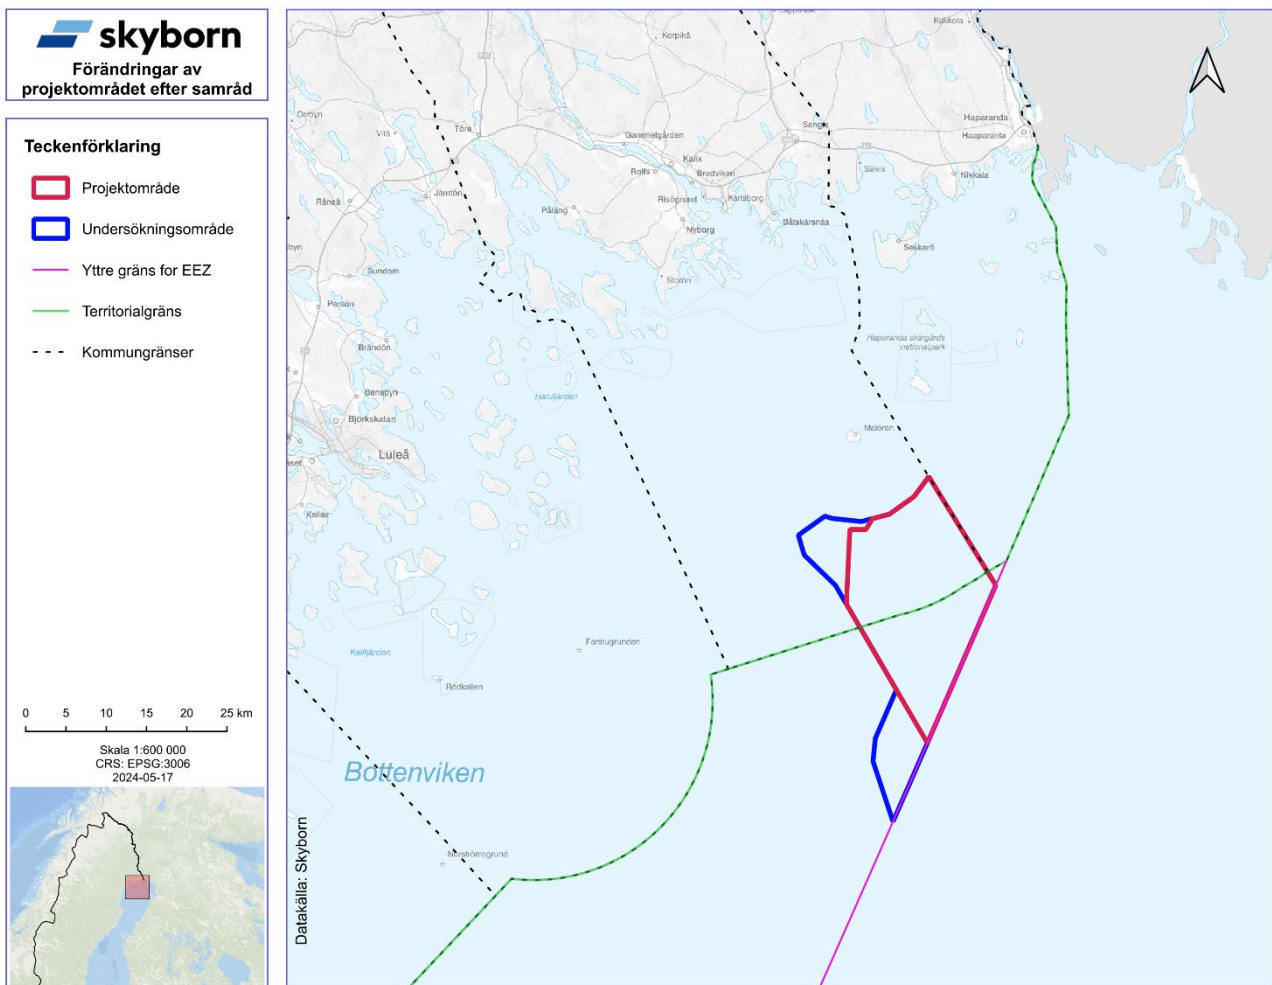 skyborn
Förändringar av
projektområdet efter samråd
Teckenförklaring
Projektområde
Undersökningsområde
Yttre gräns for EEZ
Territorialgräns
Kommungränser
0 5 10 15 20 25 km
Skala 1:600 000
CRS: EPSG:3006
2024-05-17
Datakälla: Skyborn
Kukkola
Korpikå
Vitå
Töre
Gammelgården
Sangis
Haparanda
Haaparanta
Kalix
Rolfs
Bredviken
Säivis
Nikkala
Råneå
Jämtön
Påläng
Risögrund
Karlsborg
Båtskärsnäs
Nyborg
Seskarö
Sundom
Storön
Persön
Haparanda skärgårds
nationalpark
Brändön
Bensbyn
Harufjärden
Björkskatan
Luleå
Malören
Kallax
Farstugrunden
Kallfjärden
Rödkallen
Bottenviken
Norströmsgrund